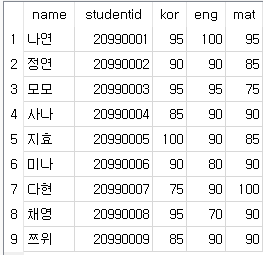 name studentid kor eng mat
1 나연 20990001 95 100 95
2 정연 20990002 90 90 85
3 모모 20990003 95 95 75
4 사나 20990004 85 90 90
5 지효 20990005 100 90 85
6 미나 20990006 90 80 90
7 다현 20990007 75 90 100
8 채영 20990008 95 70 90
9 쯔위 20990009 85 90 90